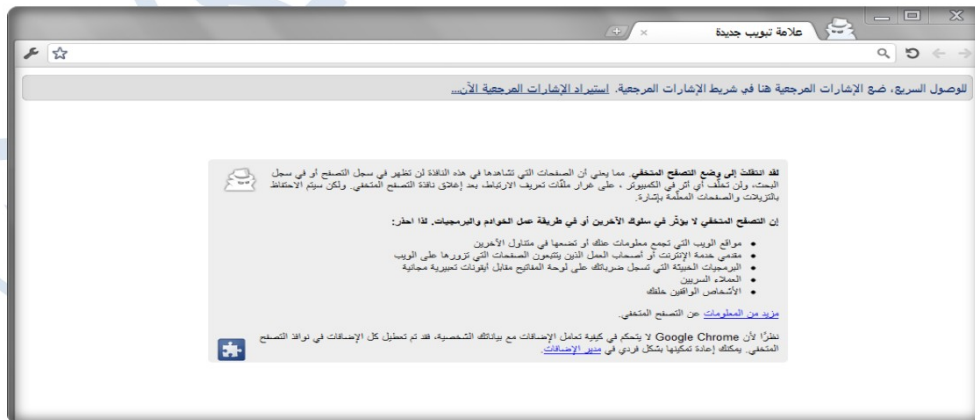 علامة تبويب جديدة
للوصول السريع، ضع الإشارات المرجعية هنا في شريط الإشارات المرجعية. استيراد الإشارات المرجعية الآن...
لقد انتقلت إلى وضع التصفح المتخفي. مما يعني أن الصفحات التي تشاهدها في هذه النافذة لن تظهر في سجل التصفح أو في سجل
البحث، ولن تخلّف أي أثر في الكمبيوتر ، على غرار ملفّات تعريف الارتباط، بعد إغلاق نافذة التصفح المتخفي. ولكن سيتم الاحتفاظ
بالتنزيلات والصفحات المعلّمة بإشارة.
إن التصفح المتخفي لا يؤثّر في سلوك الآخرين أو في طريقة عمل الخوادم والبرمجيات. لذا احذر:
مواقع الويب التي تجمع معلومات عنك أو تضعها في متناول الآخرين
مقدمي خدمة الإنترنت أو أصحاب العمل الذين يتتبعون الصفحات التي تزورها على الويب
البرمجيات الخبيثة التي تسجل ضرباتك على لوحة المفاتيح مقابل أيقونات تعبيرية مجانية
العملاء السريين
الأشخاص الواقفين خلفك
مزيد من المعلومات عن التصفح المتخفي.
نظرًا لأن Google Chrome لا يتحكم في كيفية تعامل الإضافات مع بياناتك الشخصية، فقد تم تعطيل كل الإضافات في نوافذ التصفح
المتخفي. يمكنك إعادة تمكينها بشكل فردي في مدير الإضافات.